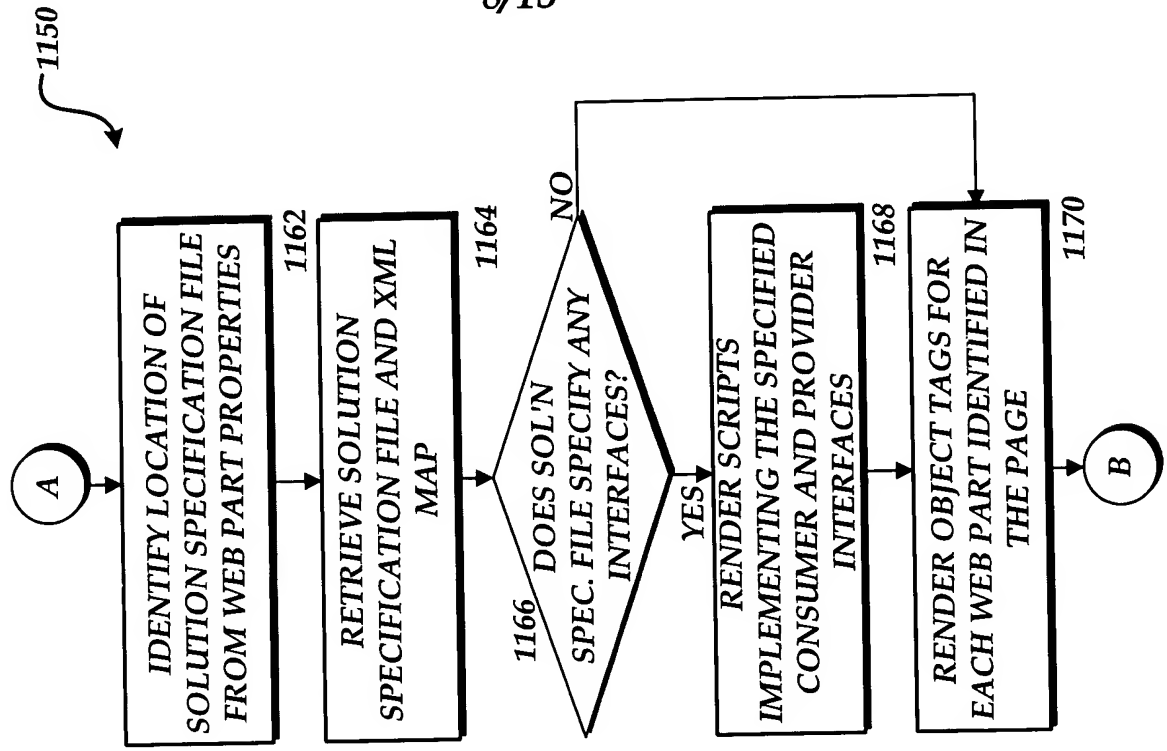 8/15
1150
A
IDENTIFY LOCATION OF
SOLUTION SPECIFICATION FILE
FROM WEB PART PROPERTIES
1162
RETRIEVE SOLUTION
SPECIFICATION FILE AND XML
MAP
1164
DOES SOL'N
SPEC. FILE SPECIFY ANY
INTERFACES?
1166
NO
YES
RENDER SCRIPTS
IMPLEMENTING THE SPECIFIED
CONSUMER AND PROVIDER
INTERFACES
1168
RENDER OBJECT TAGS FOR
EACH WEB PART IDENTIFIED IN
THE PAGE
1170
B